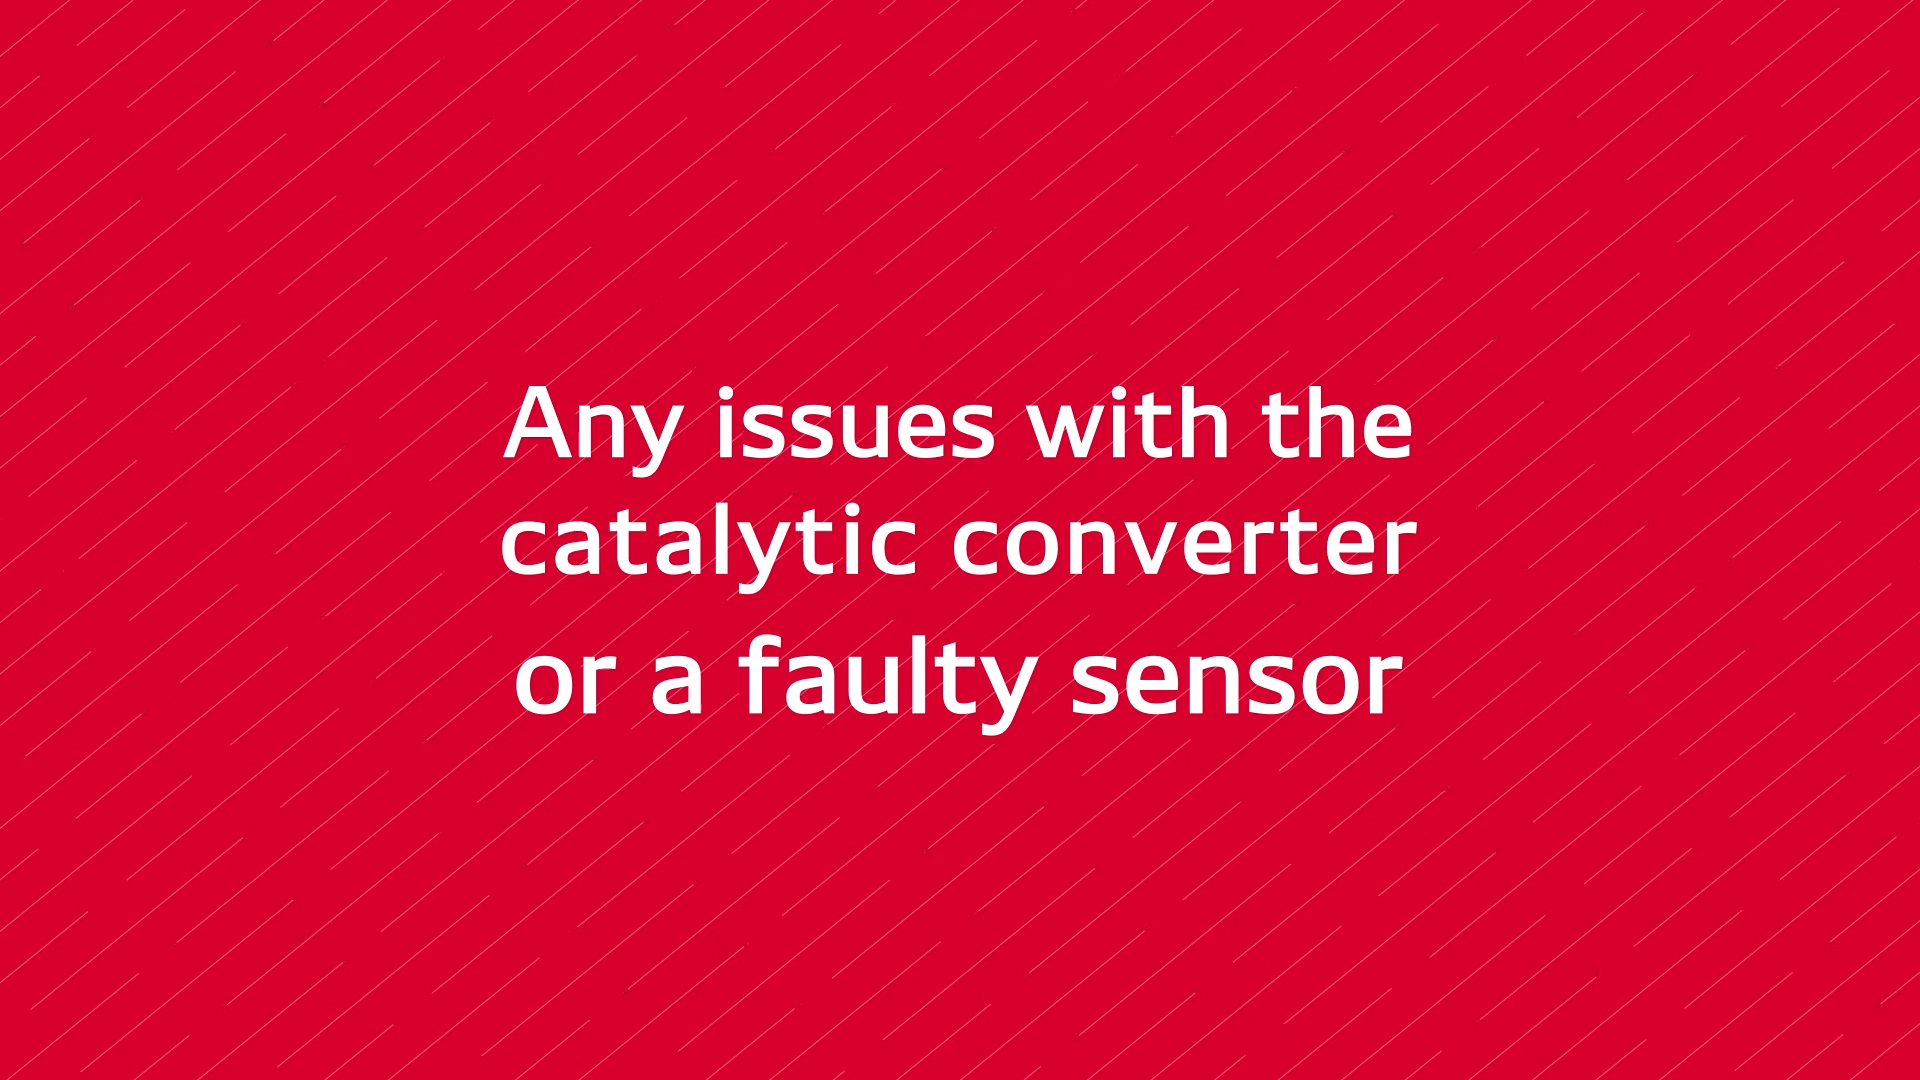 Any issues with the
catalytic converter
or a faulty sensor